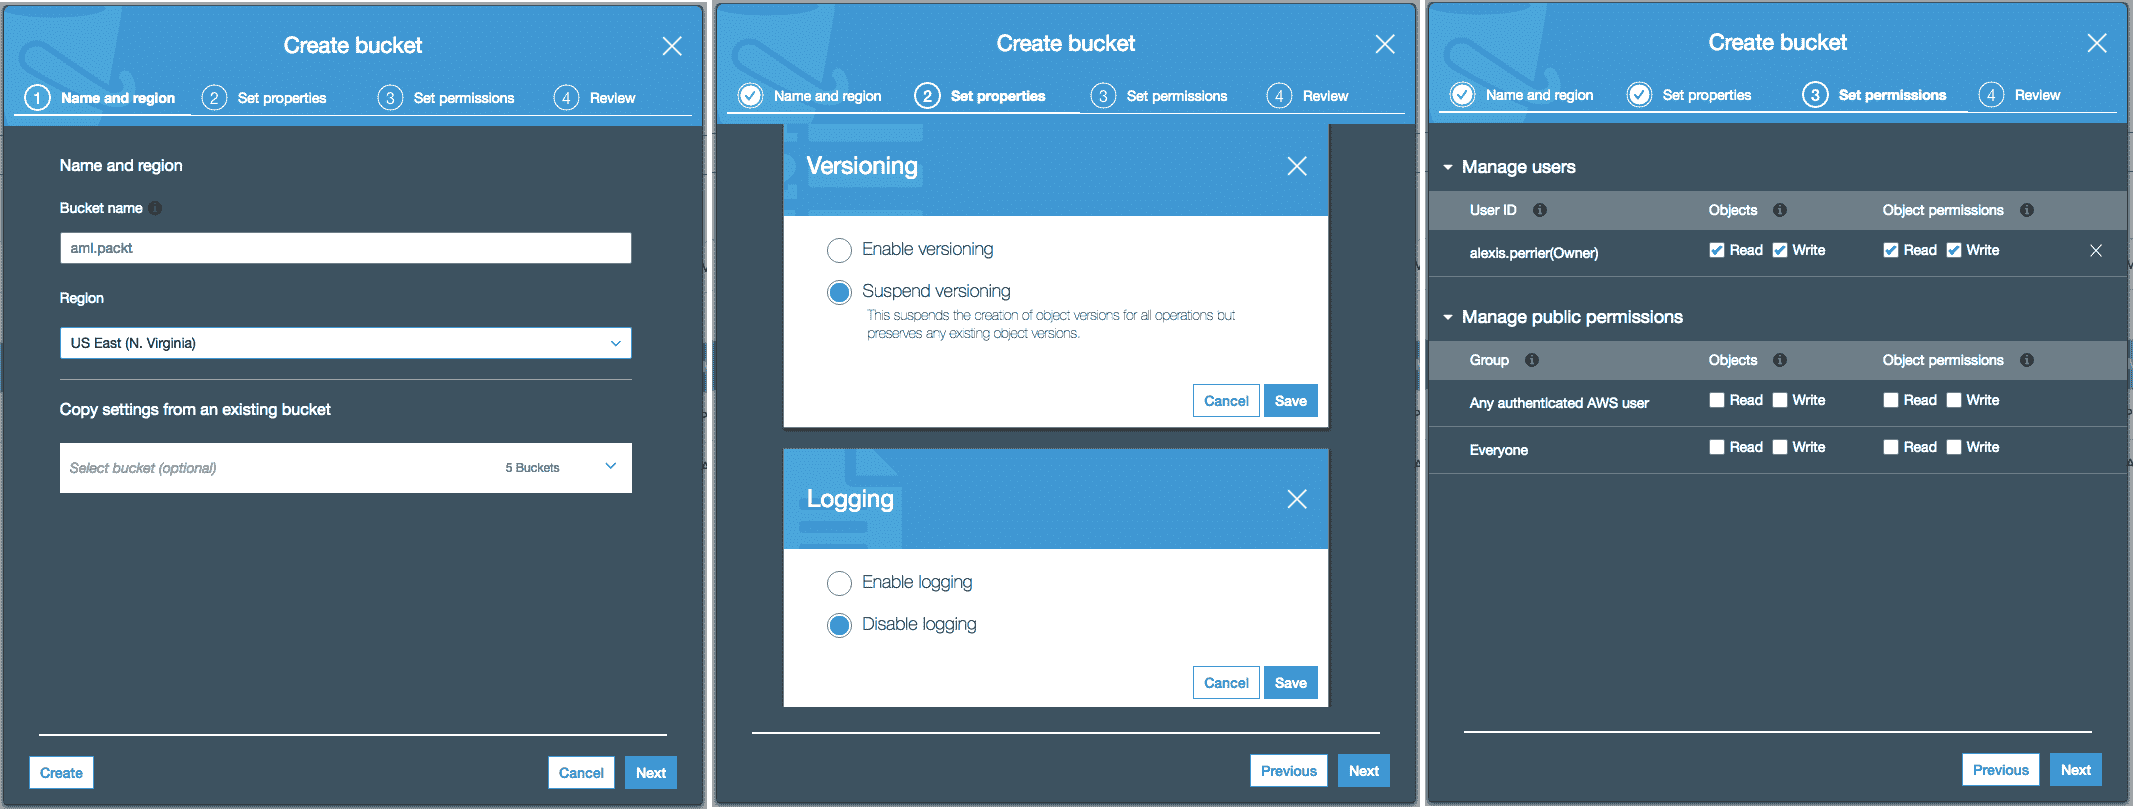 Create bucket
1 Name and region 2 Set properties 3 Set permissions 4 Review
Name and region
Bucket name
aml.packt
Region
US East (N. Virginia)
Copy settings from an existing bucket
Select bucket (optional) 5 Buckets
Create Cancel Next
Create bucket
Name and region 2 Set properties 3 Set permissions 4 Review
Versioning
Enable versioning
Suspend versioning
This suspends the creation of object versions for all operations but
preserves any existing object versions.
Cancel Save
Logging
Enable logging
Disable logging
Cancel Save
Previous Next
Create bucket
Name and region Set properties 3 Set permissions 4 Review
Manage users
User ID Objects Object permissions
alexis.perrier(Owner) Read Write Read Write
Manage public permissions
Group Objects Object permissions
Any authenticated AWS user Read Write Read Write
Everyone Read Write Read Write
Previous Next